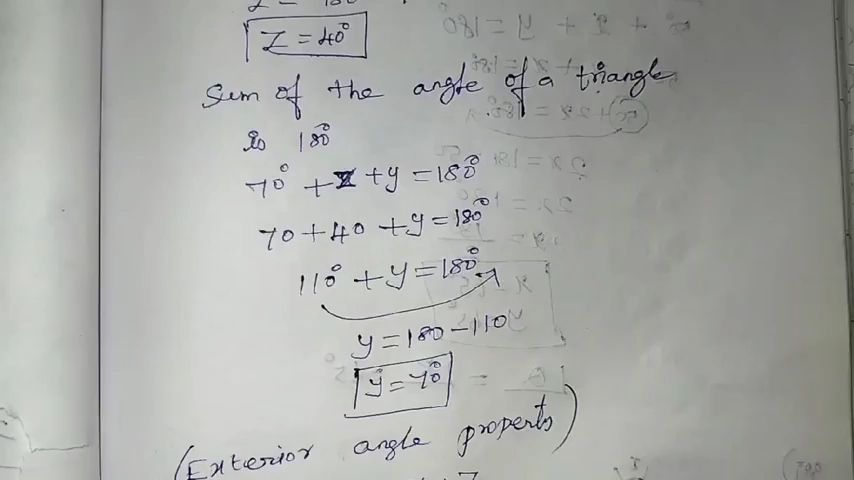 Z = 40°
Sum of the angle of a triangle
is 180°
70° + Z + y = 180°
70 + 40 + y = 180°
110° + y = 180°
y = 180 - 110
y = 70°
(Exterior angle property)